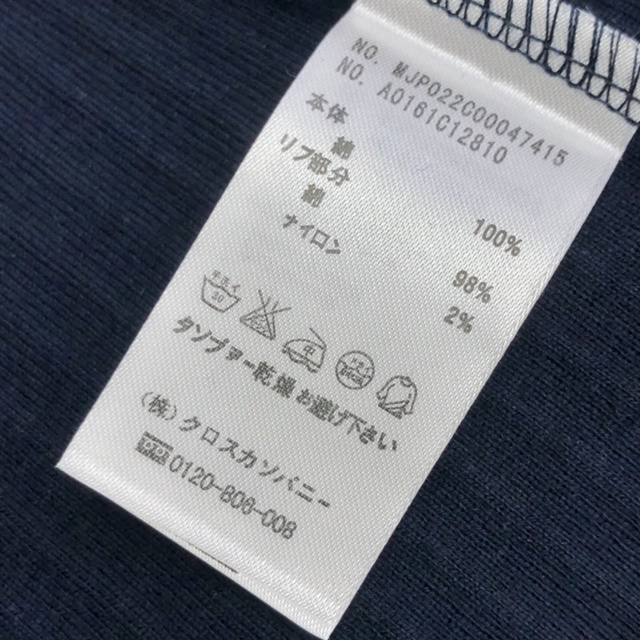 NO. MJP022C00047415
NO. A0161C12810
本体
綿 100%
リブ部分
綿 98%
ナイロン 2%
タンブラー乾燥お避け下さい
(株)クロスカンパニー
0120-806-008